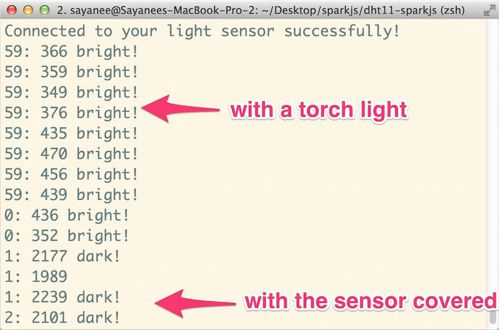 2. sayanee@Sayanees-MacBook-Pro-2: ~/Desktop/sparkjs/dht11-sparkjs (zsh)
Connected to your light sensor successfully!
59: 366 bright!
59: 359 bright!
59: 349 bright!
59: 376 bright!
with a torch light
59: 435 bright!
59: 470 bright!
59: 456 bright!
59: 439 bright!
0: 436 bright!
0: 352 bright!
1: 2177 dark!
1: 1989
1: 2239 dark!
with the sensor covered
2: 2101 dark!